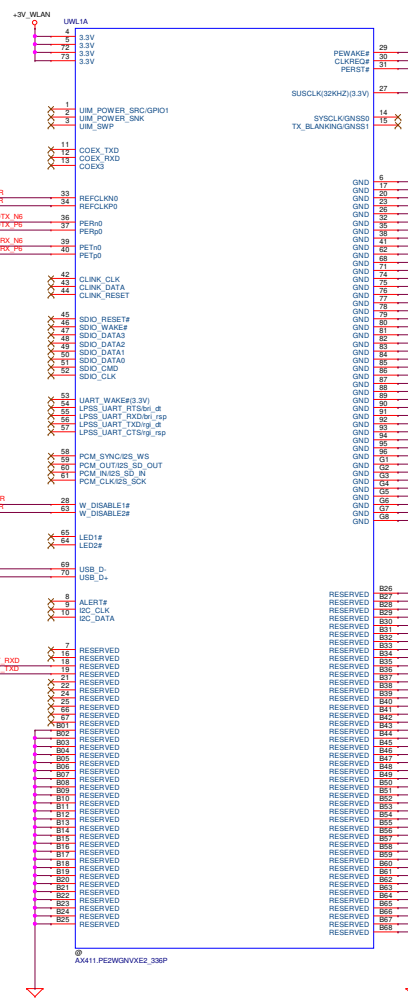 +3V_WLAN
UWL1A
4 3.3V
5 3.3V
72 3.3V
73 3.3V
1 UIM_POWER_SRC/GPIO1
2 UIM_POWER_SNK
3 UIM_SWP
11 COEX_TXD
12 COEX_RXD
13 COEX3
R 33 REFCLKN0
R 34 REFCLKP0
TX_N6 36 PERn0
TX_P6 37 PERp0
RX_N6 39 PETn0
RX_P6 40 PETp0
42 CLINK_CLK
43 CLINK_DATA
44 CLINK_RESET
45 SDIO_RESET#
46 SDIO_WAKE#
47 SDIO_DATA3
48 SDIO_DATA2
49 SDIO_DATA1
50 SDIO_DATA0
51 SDIO_CMD
52 SDIO_CLK
53 UART_WAKE#(3.3V)
54 LPSS_UART_RTS/bri_dt
55 LPSS_UART_RXD/bri_rsp
56 LPSS_UART_TXD/rgi_dt
57 LPSS_UART_CTS/rgi_rsp
58 PCM_SYNC/I2S_WS
59 PCM_OUT/I2S_SD_OUT
60 PCM_IN/I2S_SD_IN
61 PCM_CLK/I2S_SCK
R 28 W_DISABLE1#
R 63 W_DISABLE2#
65 LED1#
64 LED2#
69 USB_D-
70 USB_D+
8 ALERT#
9 I2C_CLK
10 I2C_DATA
7 RESERVED
16 RESERVED
RXD 18 RESERVED
TXD 19 RESERVED
21 RESERVED
22 RESERVED
24 RESERVED
25 RESERVED
66 RESERVED
67 RESERVED
B01 RESERVED
B02 RESERVED
B03 RESERVED
B04 RESERVED
B05 RESERVED
B06 RESERVED
B07 RESERVED
B08 RESERVED
B09 RESERVED
B10 RESERVED
B11 RESERVED
B12 RESERVED
B13 RESERVED
B14 RESERVED
B15 RESERVED
B16 RESERVED
B17 RESERVED
B18 RESERVED
B19 RESERVED
B20 RESERVED
B21 RESERVED
B22 RESERVED
B23 RESERVED
B24 RESERVED
B25 RESERVED
PEWAKE# 29
CLKREQ# 30
PERST# 31
SUSCLK(32KHZ)(3.3V) 27
SYSCLK/GNSS0 14
TX_BLANKING/GNSS1 15
GND 6
GND 17
GND 20
GND 23
GND 26
GND 32
GND 35
GND 38
GND 41
GND 62
GND 68
GND 71
GND 74
GND 75
GND 76
GND 77
GND 78
GND 79
GND 80
GND 81
GND 82
GND 83
GND 84
GND 85
GND 86
GND 87
GND 88
GND 89
GND 90
GND 91
GND 92
GND 93
GND 94
GND 95
GND 96
GND G1
GND G2
GND G3
GND G4
GND G5
GND G6
GND G7
GND G8
RESERVED B26
RESERVED B27
RESERVED B28
RESERVED B29
RESERVED B30
RESERVED B31
RESERVED B32
RESERVED B33
RESERVED B34
RESERVED B35
RESERVED B36
RESERVED B37
RESERVED B38
RESERVED B39
RESERVED B40
RESERVED B41
RESERVED B42
RESERVED B43
RESERVED B44
RESERVED B45
RESERVED B46
RESERVED B47
RESERVED B48
RESERVED B49
RESERVED B50
RESERVED B51
RESERVED B52
RESERVED B53
RESERVED B54
RESERVED B55
RESERVED B56
RESERVED B57
RESERVED B58
RESERVED B59
RESERVED B60
RESERVED B61
RESERVED B62
RESERVED B63
RESERVED B64
RESERVED B65
RESERVED B66
RESERVED B67
RESERVED B68
@
AX411.PE2WGNVXE2_336P